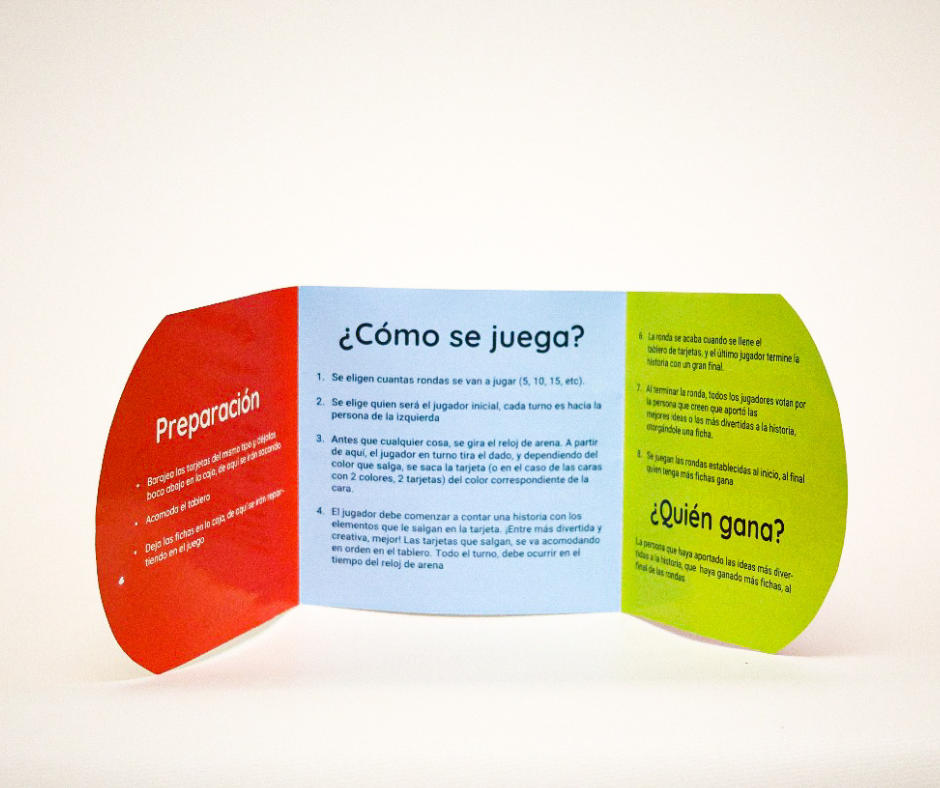 Preparación
• Barajea las tarjetas del mismo tipo y déjalas
boca abajo en la caja, de aquí se irán sacando
• Acomoda el tablero
• Deja las fichas en la caja, de aquí se irán repar-
tiendo en el juego
¿Cómo se juega?
1. Se eligen cuantas rondas se van a jugar (5, 10, 15, etc).
2. Se elige quien será el jugador inicial, cada turno es hacia la
persona de la izquierda
3. Antes que cualquier cosa, se gira el reloj de arena. A partir
de aquí, el jugador en turno tira el dado, y dependiendo del
color que salga, se saca la tarjeta (o en el caso de las caras
con 2 colores, 2 tarjetas) del color correspondiente de la
cara.
4. El jugador debe comenzar a contar una historia con los
elementos que le salgan en la tarjeta. ¡Entre más divertida y
creativa, mejor! Las tarjetas que salgan, se va acomodando
en orden en el tablero. Todo el turno, debe ocurrir en el
tiempo del reloj de arena
6. La ronda se acaba cuando se llene el
tablero de tarjetas, y el último jugador termine la
historia con un gran final.
7. Al terminar la ronda, todos los jugadores votan por
la persona que creen que aportó las
mejores ideas o las más divertidas a la historia,
otorgándole una ficha.
8. Se juegan las rondas establecidas al inicio, al final
quien tenga más fichas gana
¿Quién gana?
La persona que haya aportado las ideas más diver-
tidas a la historia, que haya ganado más fichas, al
final de las rondas